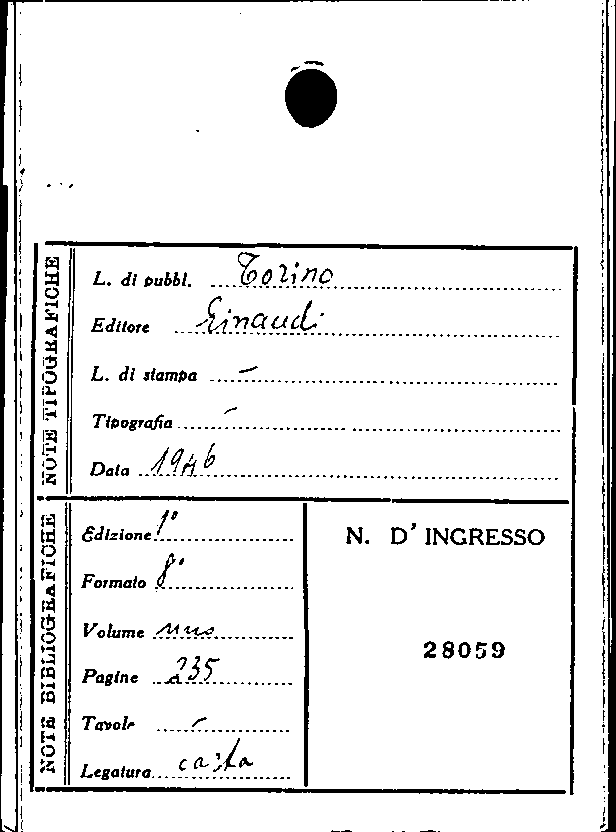 NOTE TIPOGRAFICHE
L. di pubbl. Torino
Editore Einaudi
L. di stampa –
Tipografia –
Data 1946
NOTE BIBLIOGRAFICHE
Edizione 1°
Formato 8°
Volume uno
Pagine 235
Tavole –
Legatura carta
N. D'INGRESSO
28059